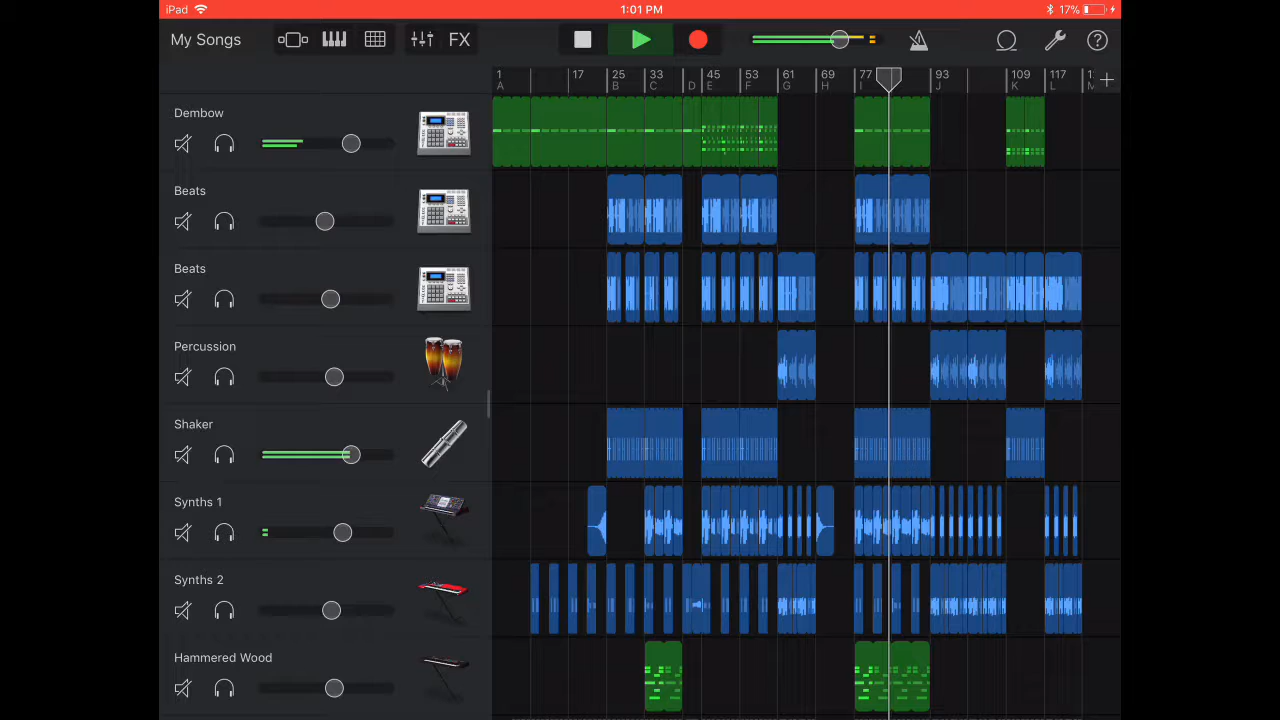 iPad 1:01 PM 17%
My Songs FX
1 17 25 33 45 53 61 69 77 93 109 117
A B C D E F G H I J K L M
Dembow
Beats
Beats
Percussion
Shaker
Synths 1
Synths 2
Hammered Wood